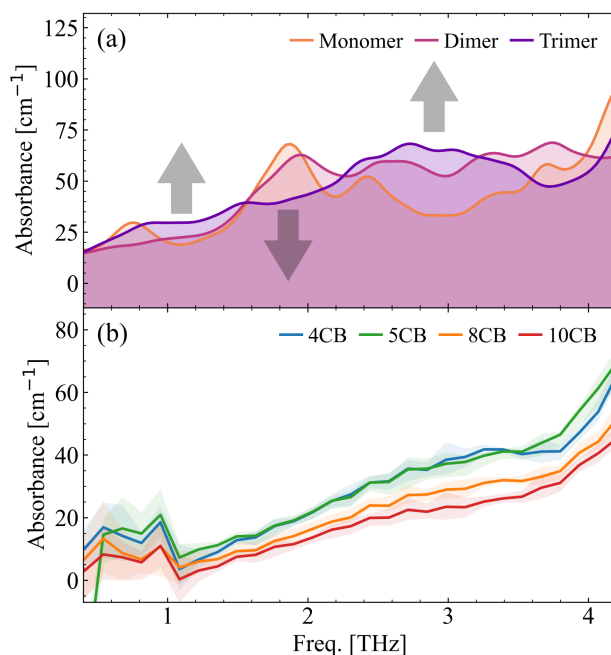 (a)
Monomer Dimer Trimer
Absorbance [cm⁻¹]
125
100
75
50
25
0
(b)
4CB 5CB 8CB 10CB
Absorbance [cm⁻¹]
80
60
40
20
0
1 2 3 4
Freq. [THz]